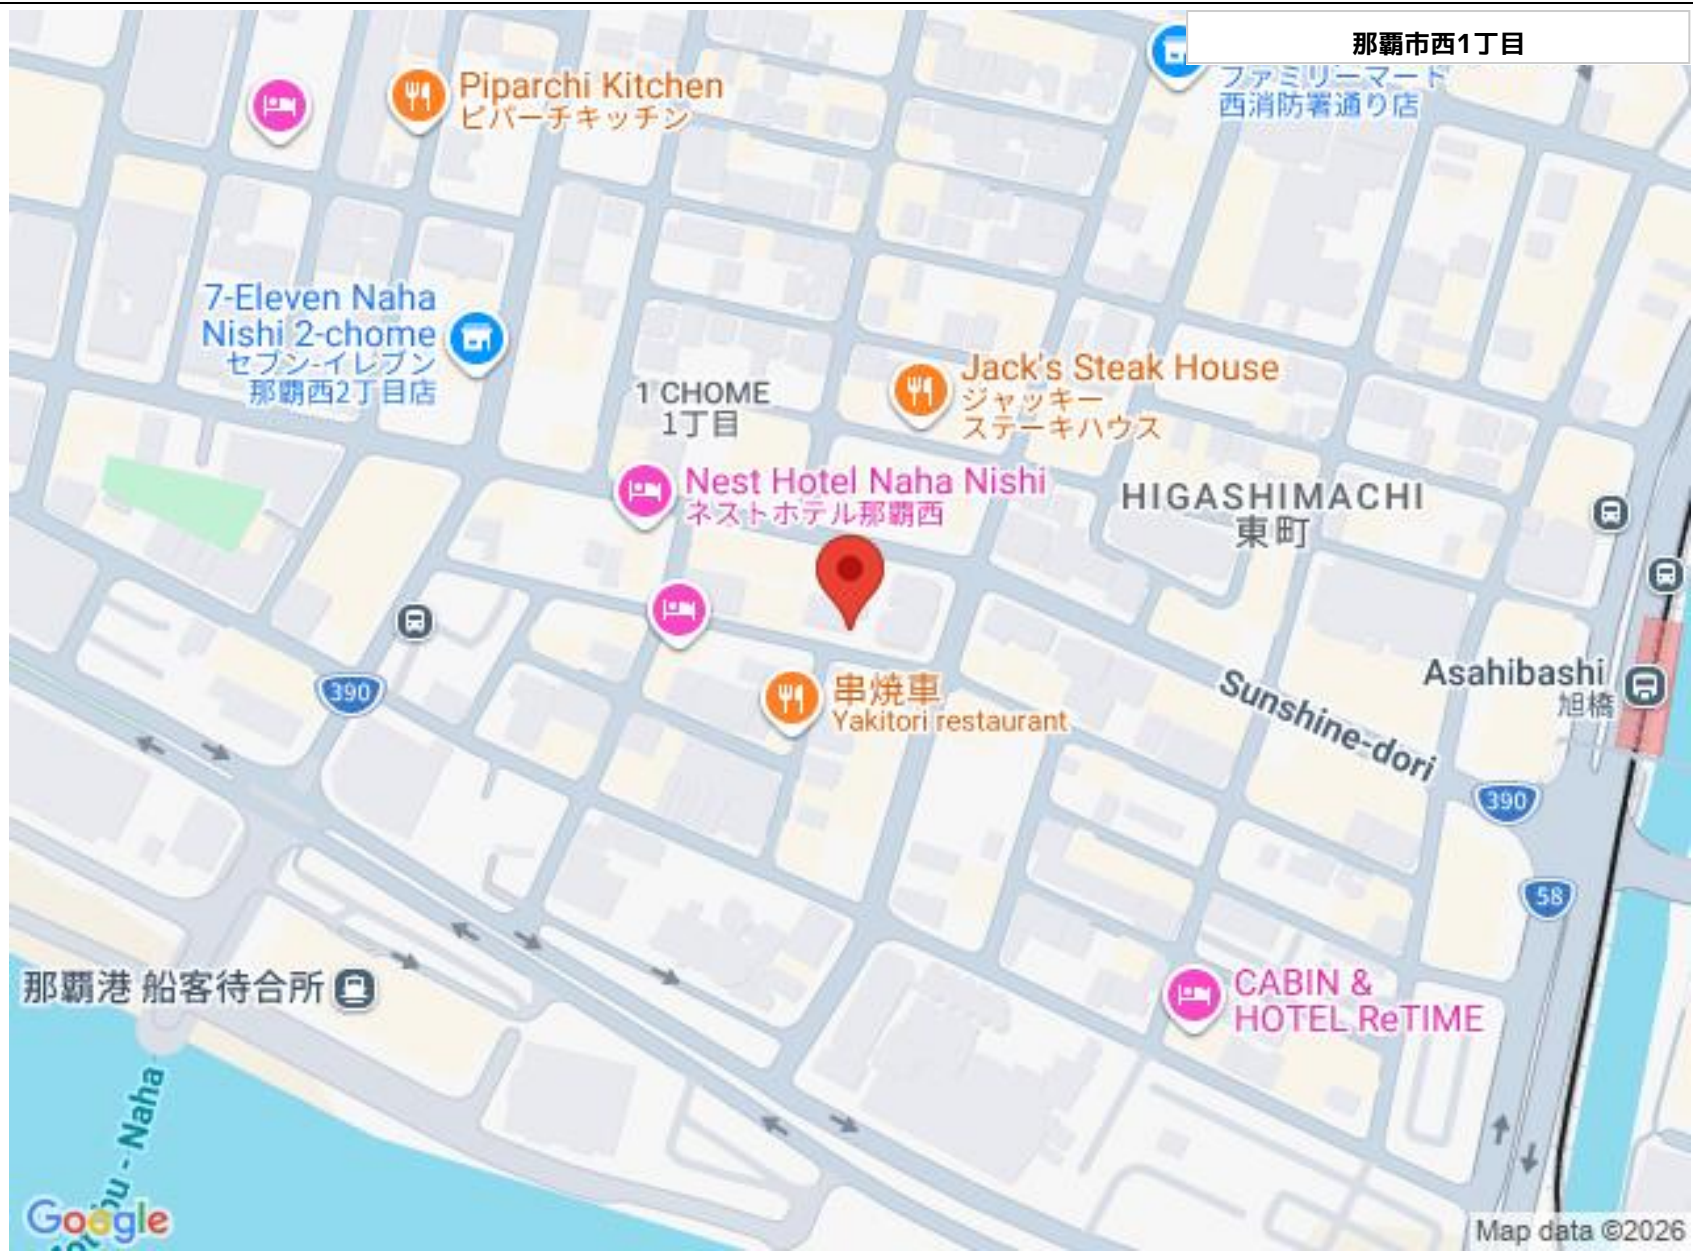 那覇市西1丁目
Piparchi Kitchen
ピパーチキッチン
ファミリーマート
西消防署通り店
7-Eleven Naha
Nishi 2-chome
セブン-イレブン
那覇西2丁目店
1 CHOME
1丁目
Jack's Steak House
ジャッキー
ステーキハウス
Nest Hotel Naha Nishi
ネストホテル那覇西
HIGASHIMACHI
東町
390
串焼車
Yakitori restaurant
Sunshine-dori
Asahibashi
旭橋
390
58
那覇港 船客待合所
CABIN &
HOTEL ReTIME
Naha
Google
Map data ©2026